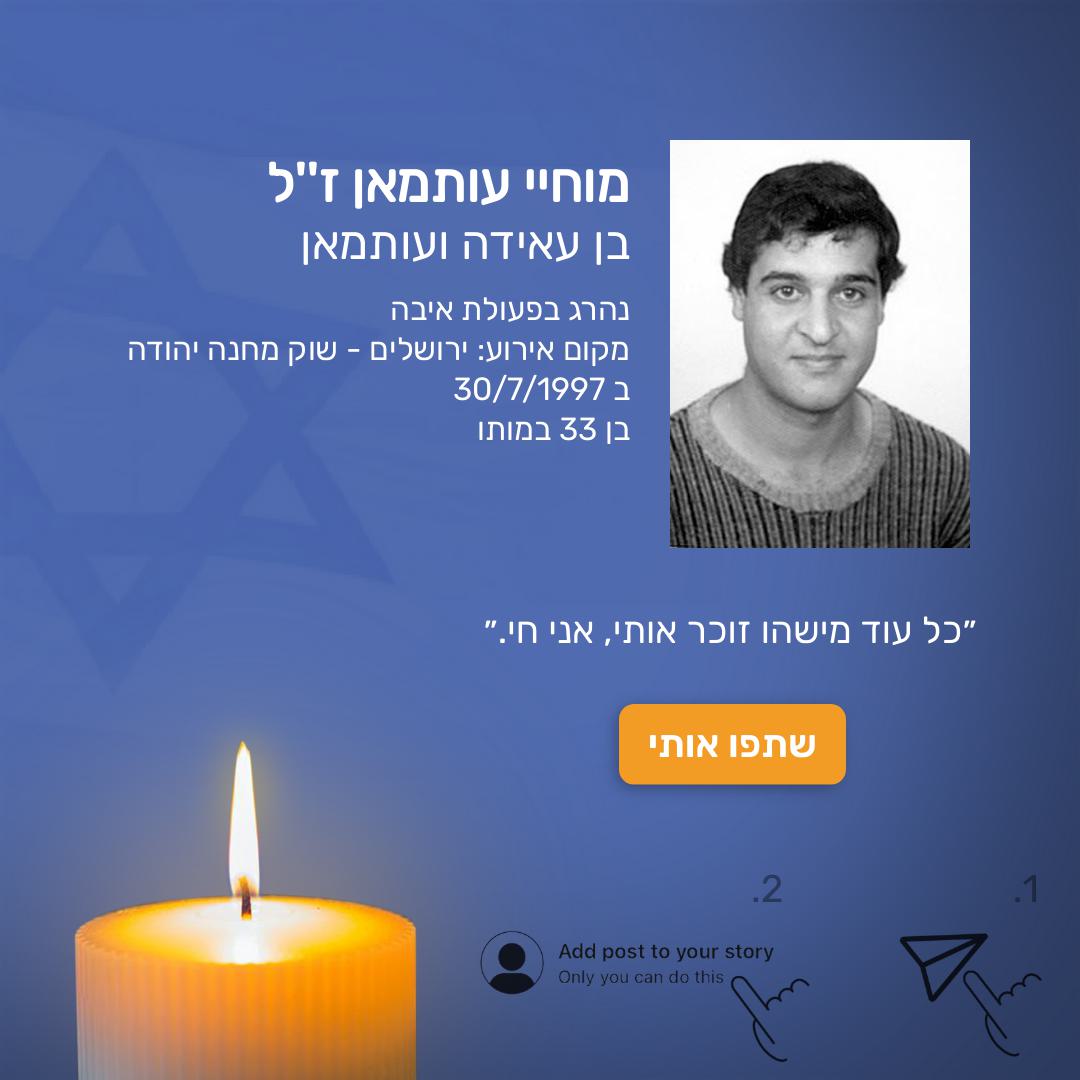 מוחיי עותמאן ז"ל
בן עאידה ועותמאן
נהרג בפעולת איבה
מקום אירוע: ירושלים - שוק מחנה יהודה
ב 30/7/1997
בן 33 במותו
״כל עוד מישהו זוכר אותי, אני חי.״
שתפו אותי
1.
2.
Add post to your story
Only you can do this